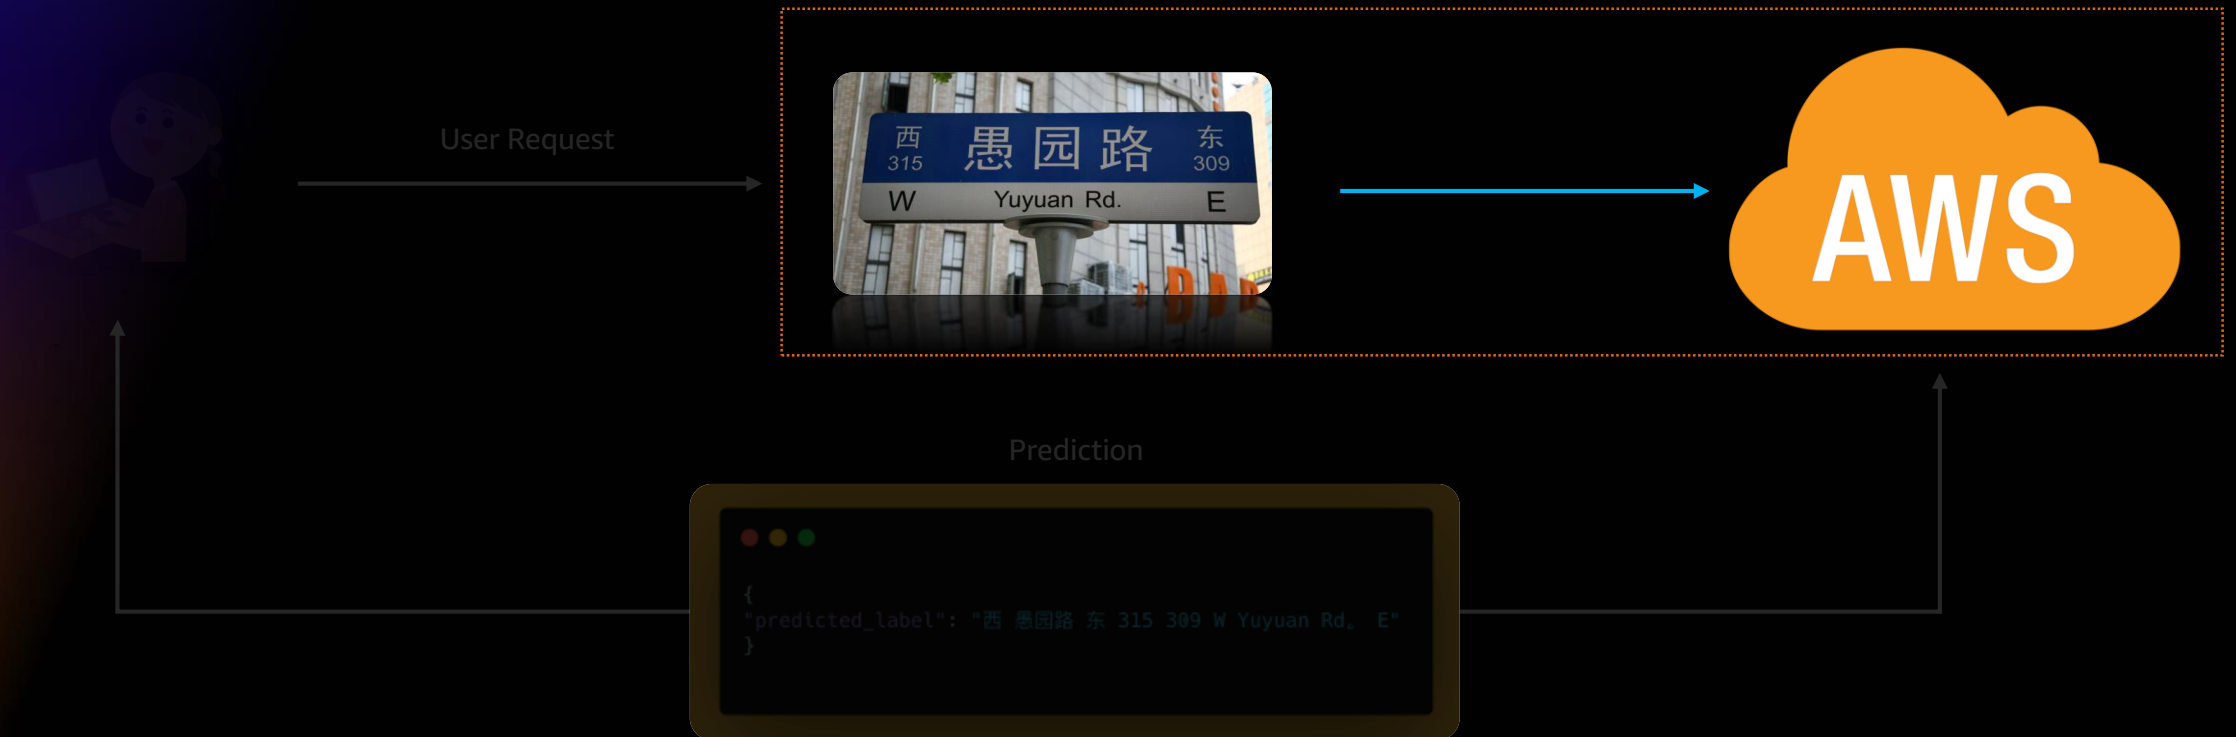 User Request
西 愚园路 东
315 309
W Yuyuan Rd. E
AWS
Prediction
{
"predicted_label": "西 愚园路 东 315 309 W Yuyuan Rd。 E"
}